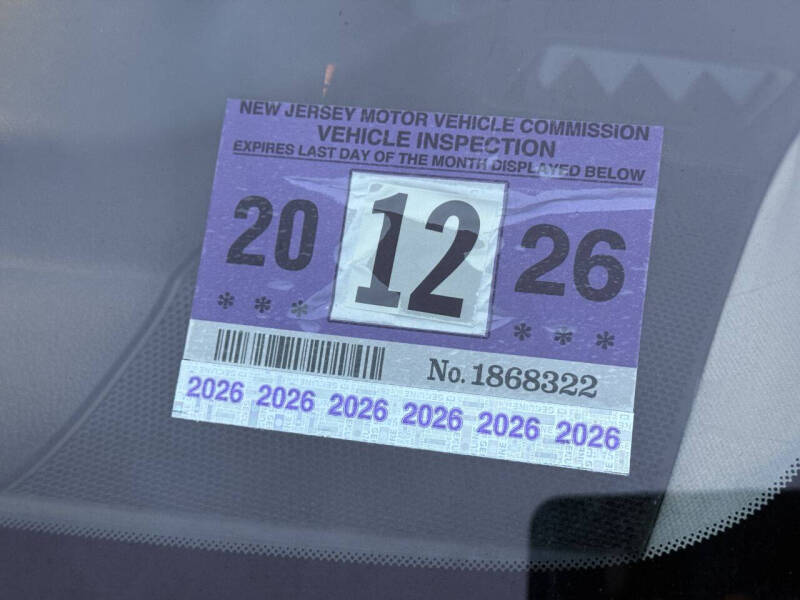 NEW JERSEY MOTOR VEHICLE COMMISSION
VEHICLE INSPECTION
EXPIRES LAST DAY OF THE MONTH DISPLAYED BELOW
20 12 26
* * * * * *
No. 1868322
2026 2026 2026 2026 2026 2026